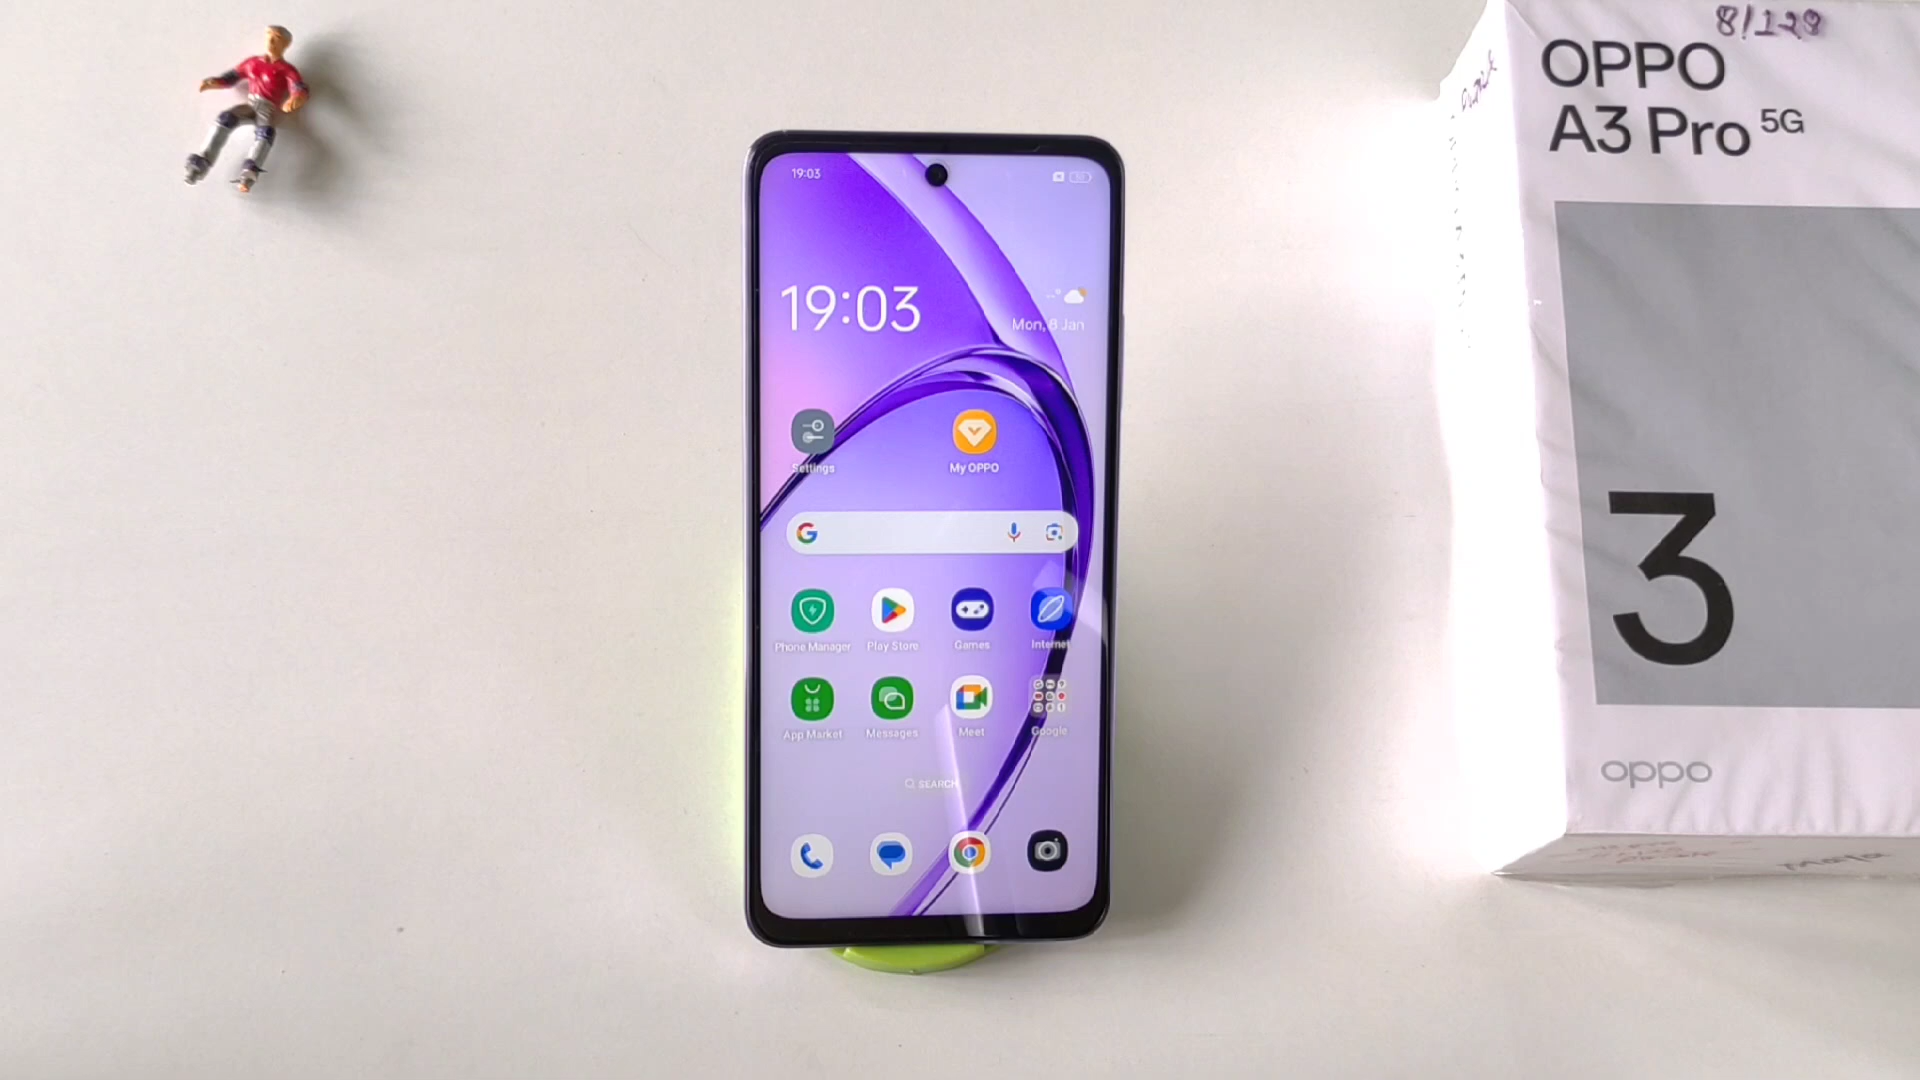 8/128
OPPO
A3 Pro 5G
3
oppo
19:03
19:03
Mon, 8 Jan
Settings
My OPPO
Phone Manager
Play Store
Games
Internet
App Market
Messages
Meet
Google
SEARCH